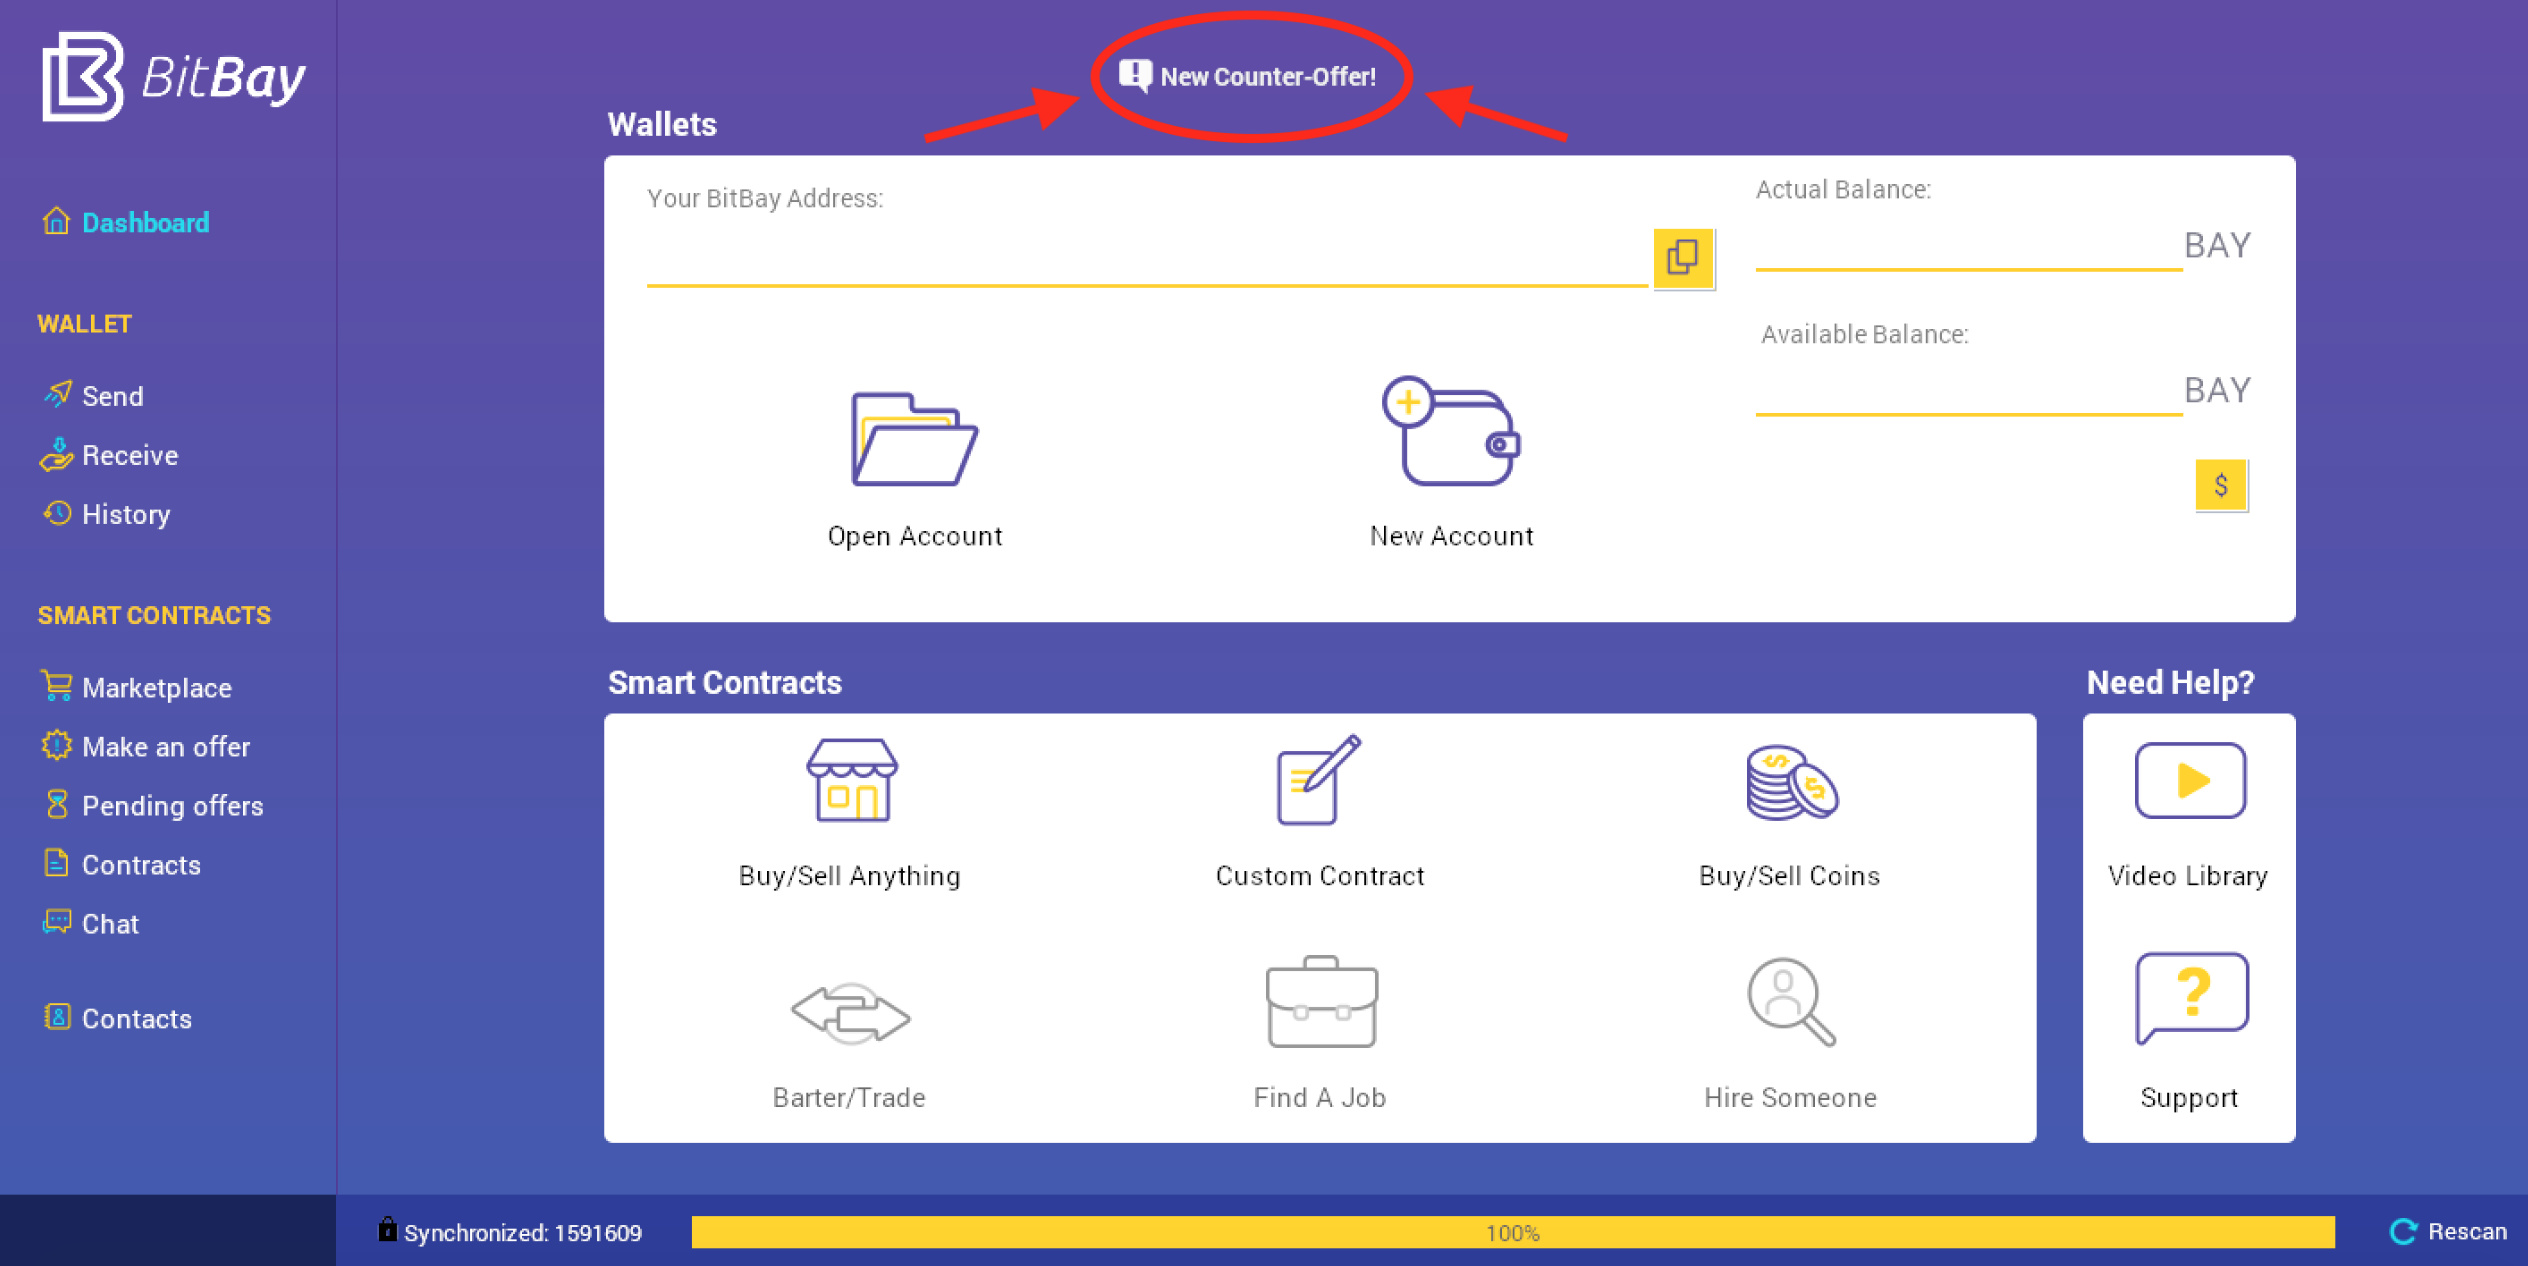 BitBay
New Counter-Offer!
Dashboard
WALLET
Send
Receive
History
SMART CONTRACTS
Marketplace
Make an offer
Pending offers
Contracts
Chat
Contacts
Wallets
Your BitBay Address:
Actual Balance:
BAY
Available Balance:
BAY
$
Open Account
New Account
Smart Contracts
Buy/Sell Anything
Custom Contract
Buy/Sell Coins
Barter/Trade
Find A Job
Hire Someone
Need Help?
Video Library
?
Support
Synchronized: 1591609
100%
Rescan